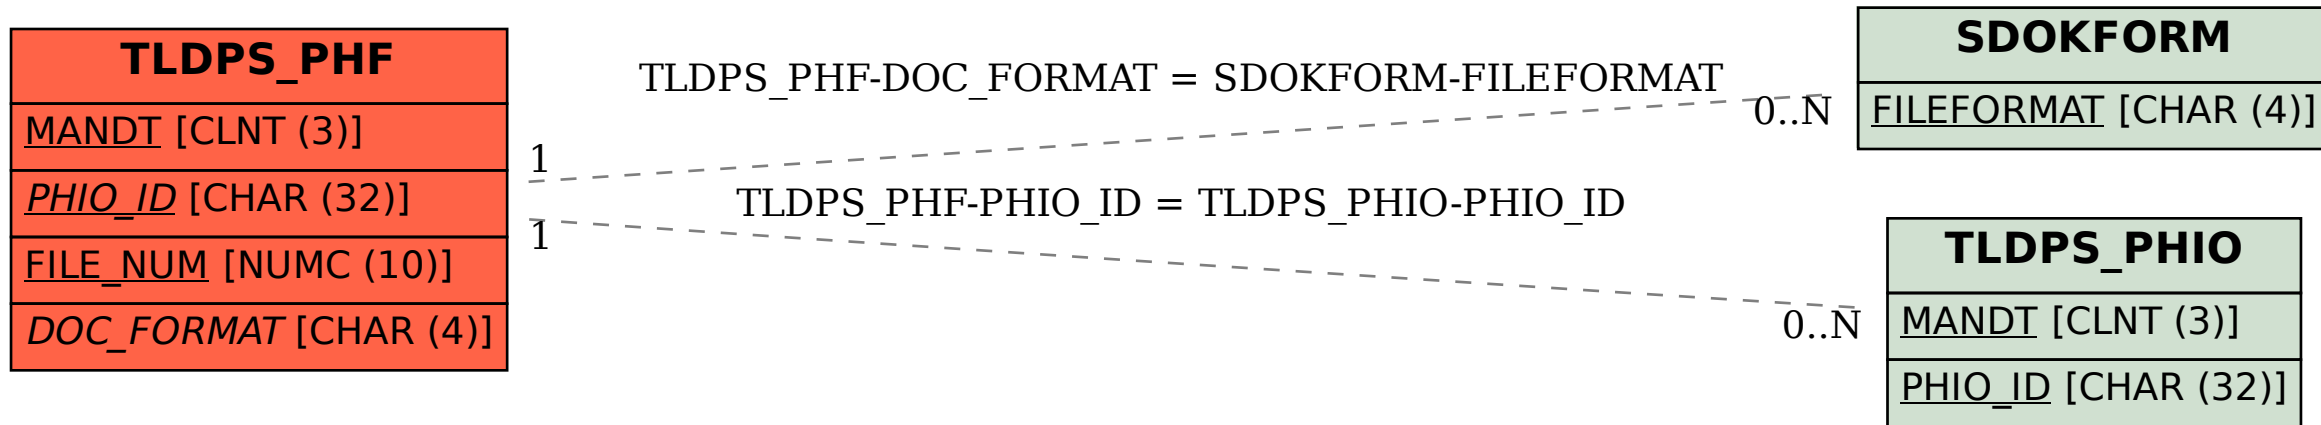 TLDPS_PHF
MANDT [CLNT (3)]
PHIO_ID [CHAR (32)]
FILE_NUM [NUMC (10)]
DOC_FORMAT [CHAR (4)]
TLDPS_PHF-DOC_FORMAT = SDOKFORM-FILEFORMAT
1
0..N
TLDPS_PHF-PHIO_ID = TLDPS_PHIO-PHIO_ID
1
0..N
SDOKFORM
FILEFORMAT [CHAR (4)]
TLDPS_PHIO
MANDT [CLNT (3)]
PHIO_ID [CHAR (32)]